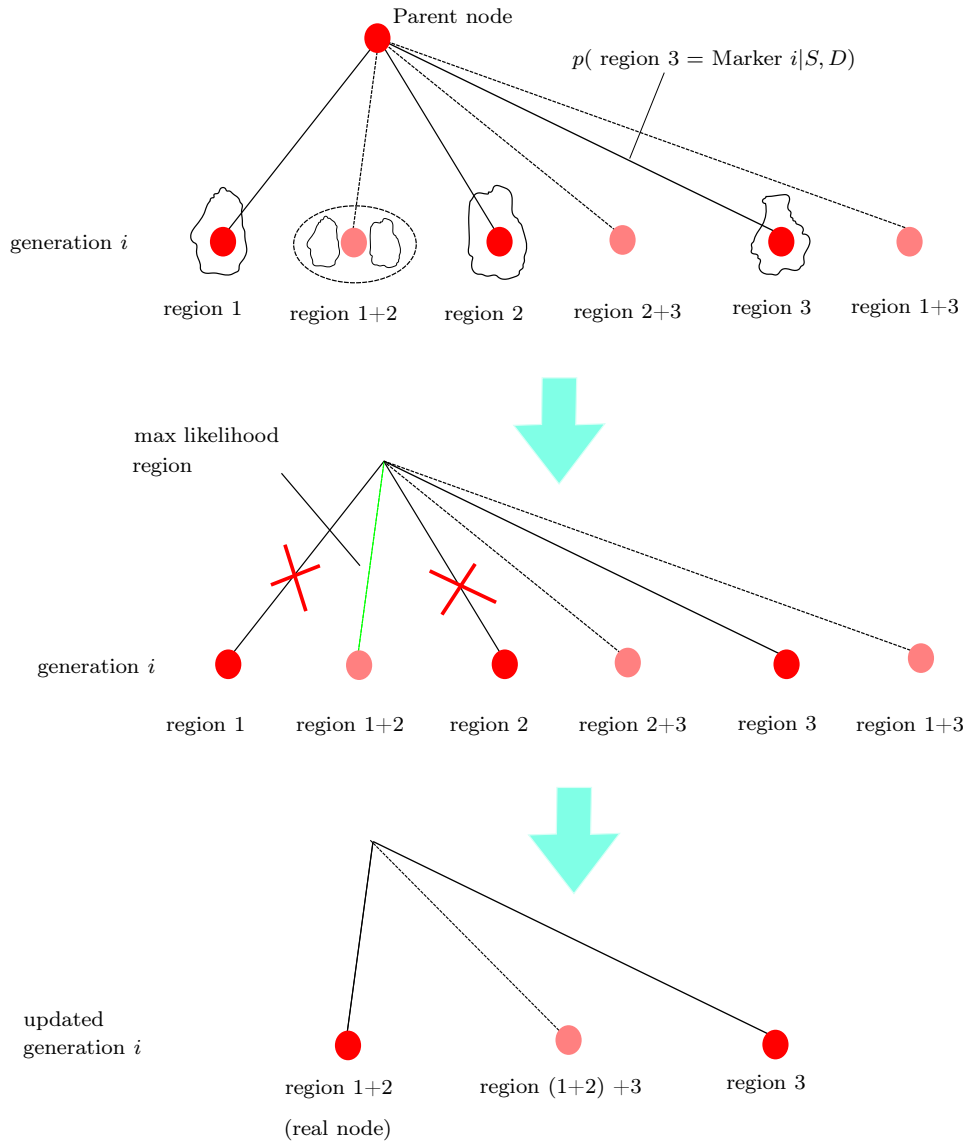 Parent node
p( region 3 = Marker i|S, D)
generation i
region 1
region 1+2
region 2
region 2+3
region 3
region 1+3
max likelihood
region
generation i
region 1
region 1+2
region 2
region 2+3
region 3
region 1+3
updated
generation i
region 1+2
(real node)
region (1+2) +3
region 3